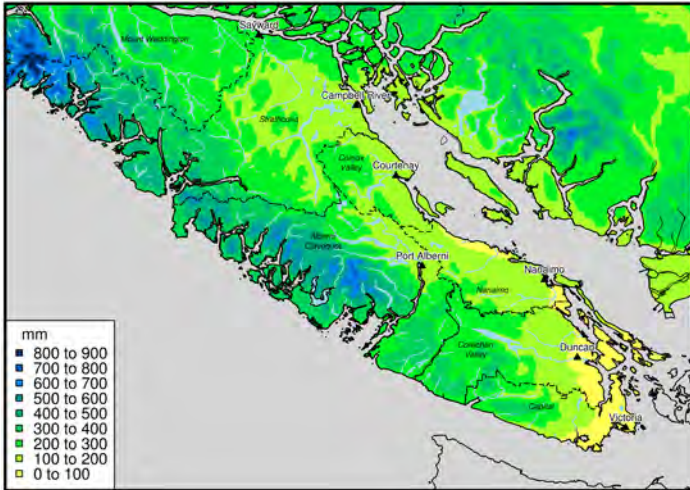 Sayward
Mount Waddington
Campbell River
Strathcona
Comox
Valley
Courtenay
Alberni
Clayoquot
Port Alberni
Nanaimo
Nanaimo
Cowichan
Valley
Duncan
Capital
Victoria
mm
800 to 900
700 to 800
600 to 700
500 to 600
400 to 500
300 to 400
200 to 300
100 to 200
0 to 100